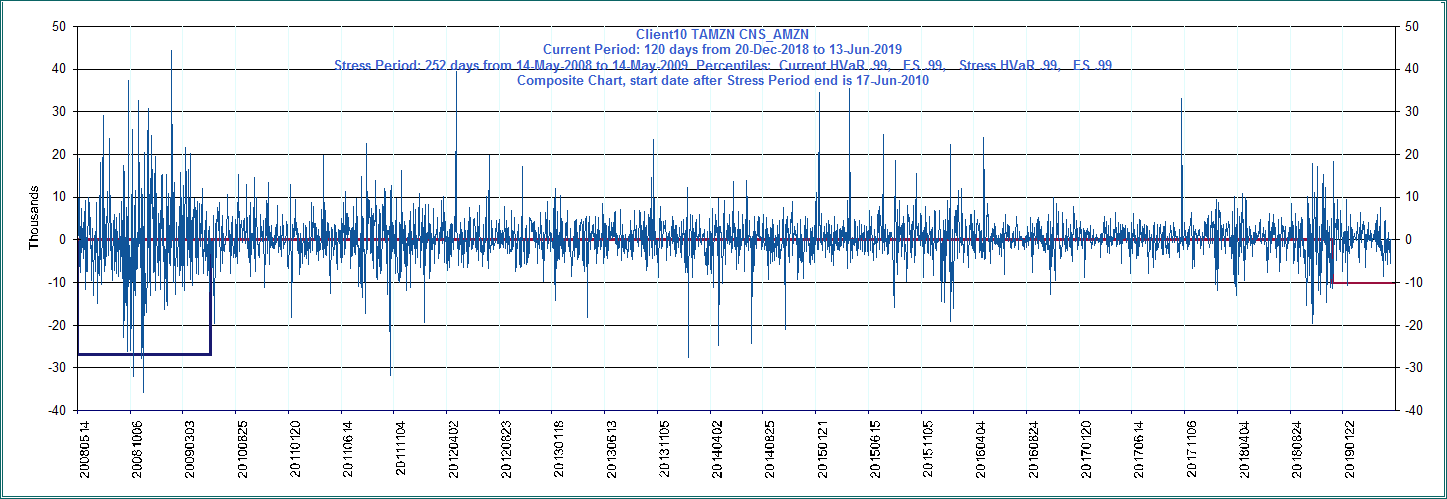 Client10 TAMZN CNS_AMZN
Current Period: 120 days from 20-Dec-2018 to 13-Jun-2019
Stress Period: 252 days from 14-May-2008 to 14-May-2009 Percentiles: Current HVaR .99, ES .99, Stress HVaR .99, ES .99
Composite Chart, start date after Stress Period end is 17-Jun-2010
50 50
40 40
30 30
20 20
10 10
0 0
-10 -10
-20 -20
-30 -30
-40 -40
Thousands
20080514 20081006 20090303 20100825 20110120 20110614 20111104 20120402 20120823 20130118 20130613 20131105 20140402 20140825 20150121 20150615 20151105 20160404 20160824 20170120 20170614 20171106 20180404 20180824 20190122